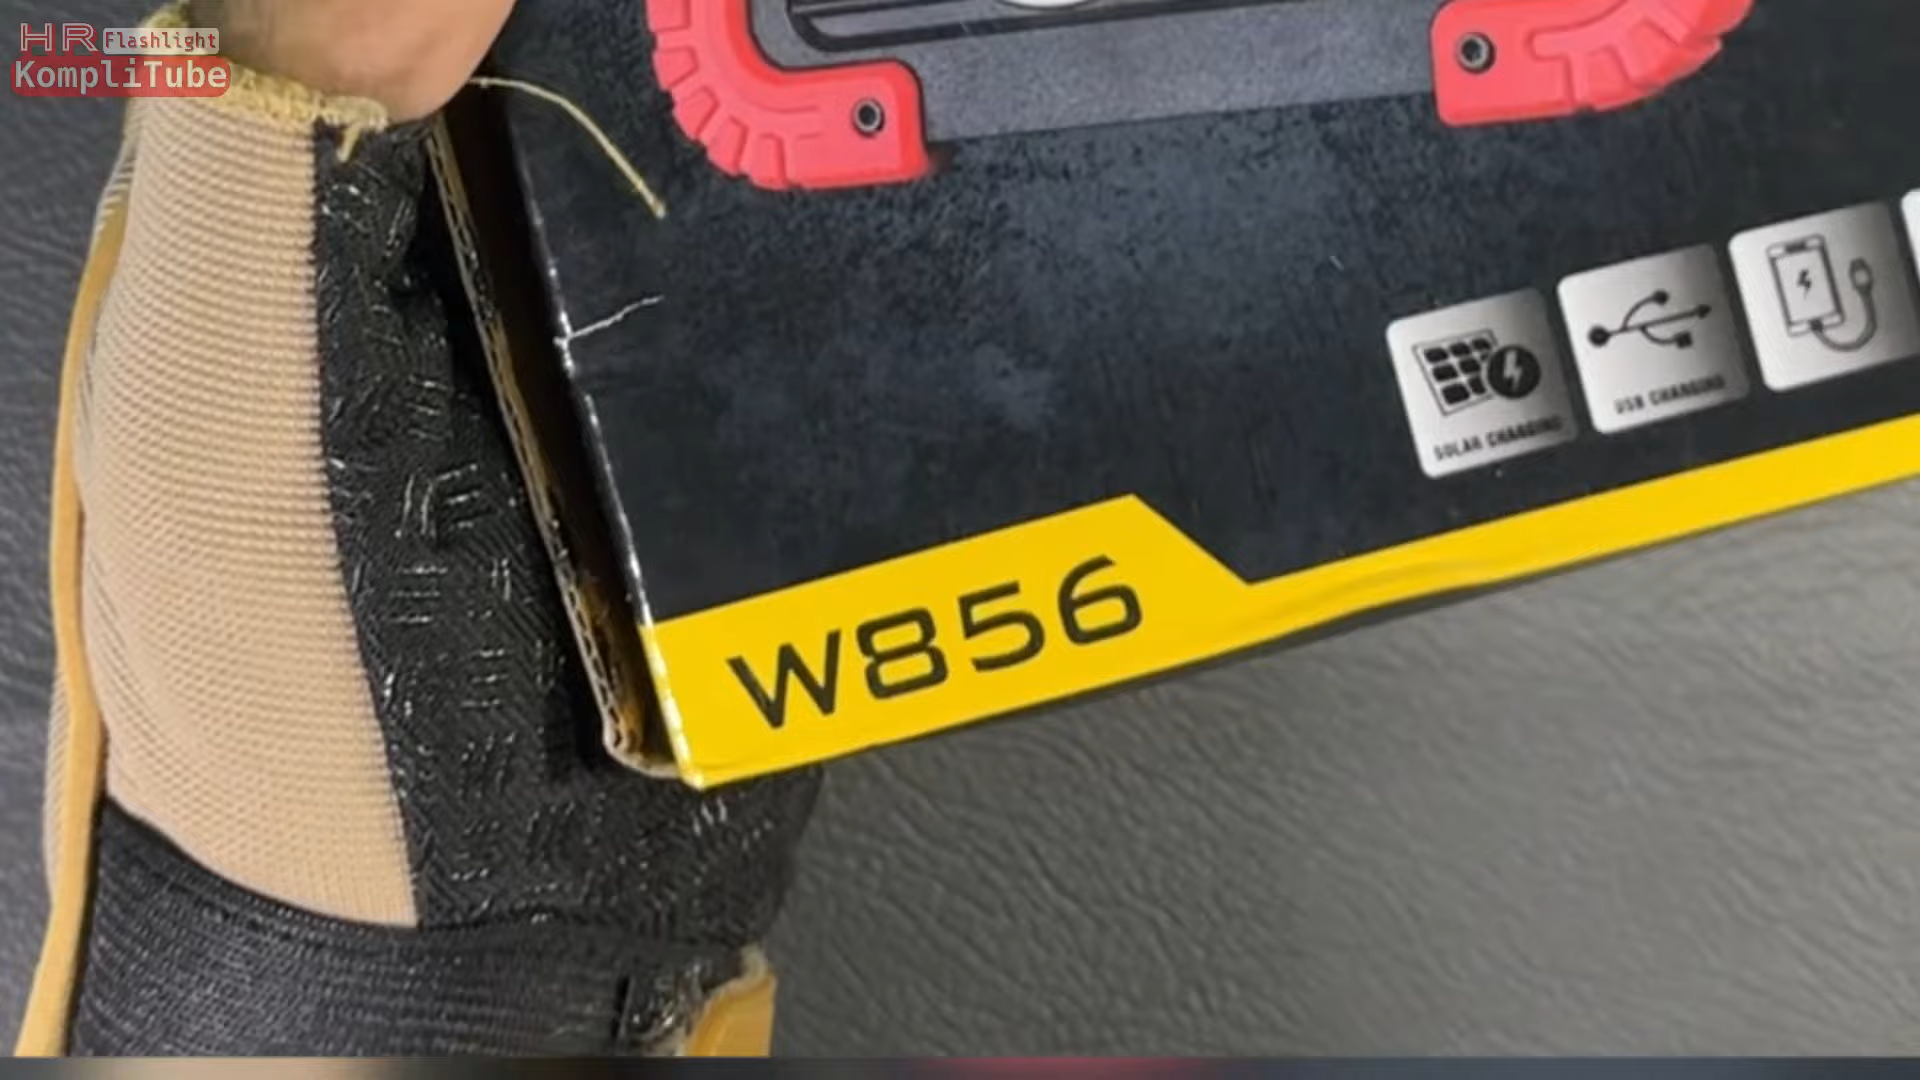 HR Flashlight
KompliTube
SOLAR CHARGING
USB CHARGING
W856